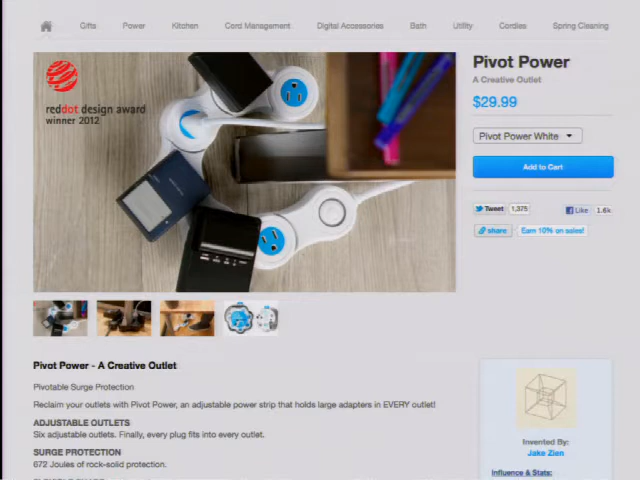 Gifts Power Kitchen Cord Management Digital Accessories Bath Utility Cordies Spring Cleaning
reddot design award
winner 2012
Pivot Power
A Creative Outlet
$29.99
Pivot Power White
Add to Cart
Tweet 1,375 Like 1.6k
share Earn 10% on sales!
Pivot Power - A Creative Outlet
Pivotable Surge Protection
Reclaim your outlets with Pivot Power, an adjustable power strip that holds large adapters in EVERY outlet!
ADJUSTABLE OUTLETS
Six adjustable outlets. Finally, every plug fits into every outlet.
SURGE PROTECTION
672 Joules of rock-solid protection.
Invented By:
Jake Zien
Influence & Stats: